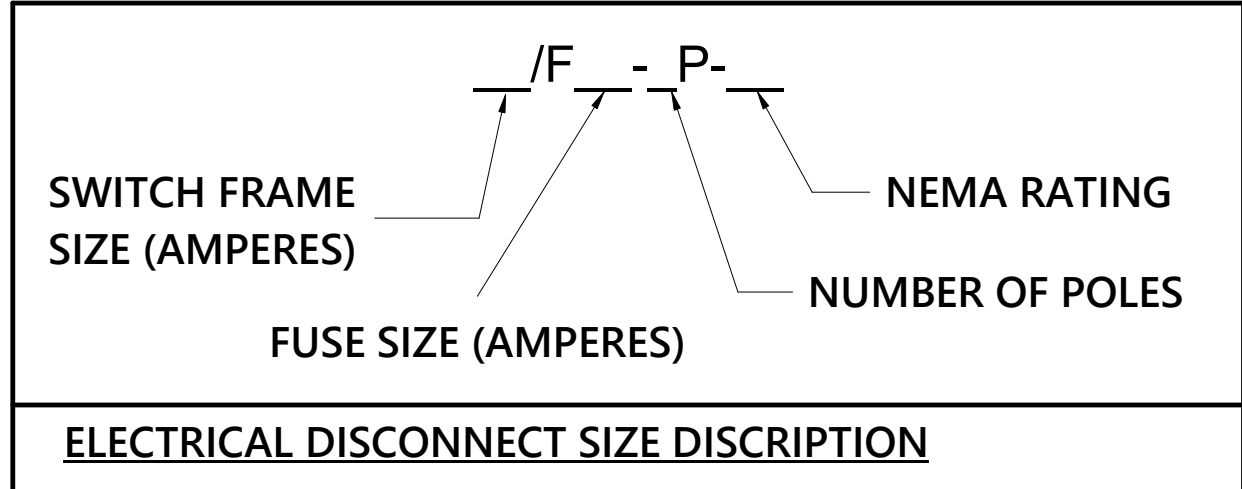 __/F__-_P-__
SWITCH FRAME
SIZE (AMPERES)
NEMA RATING
NUMBER OF POLES
FUSE SIZE (AMPERES)
ELECTRICAL DISCONNECT SIZE DISCRIPTION